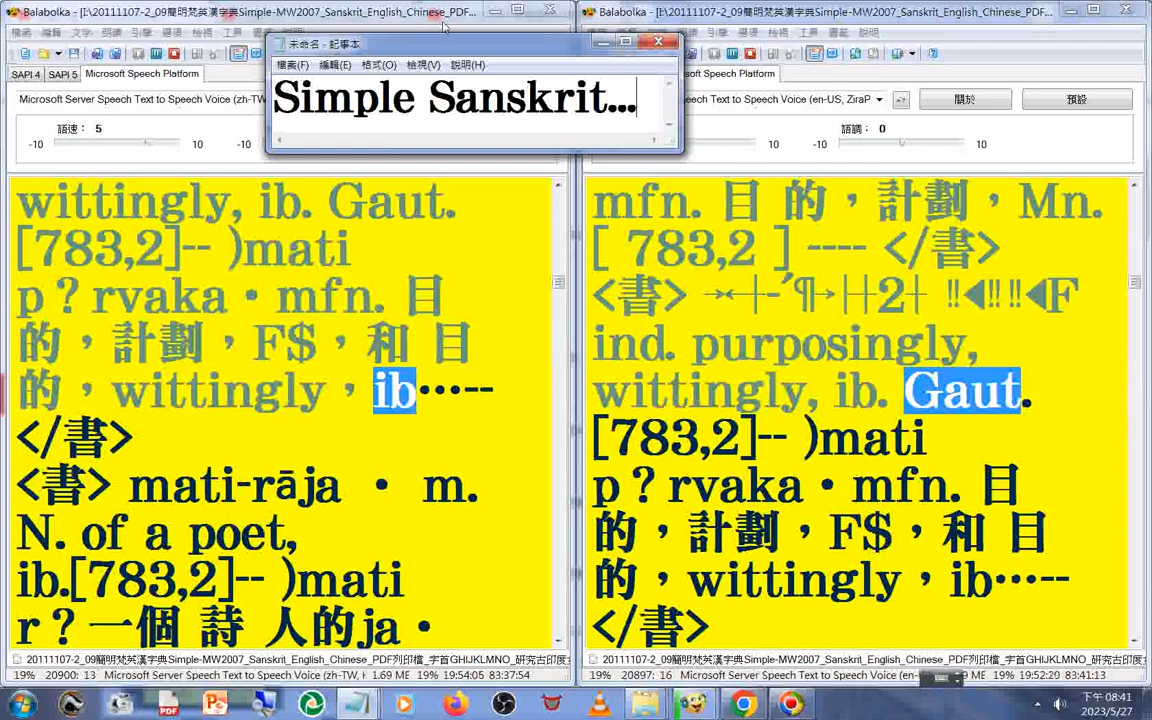 Balabolka - [I:\20111107-2_09簡明梵英漢字典Simple-MW2007_Sanskrit_English_Chinese_PDF...
Balabolka - [I:\20111107-2_09簡明梵英漢字典Simple-MW2007_Sanskrit_English_Chinese_PDF...
未命名 - 記事本
檔案(F) 編輯(E) 格式(O) 檢視(V) 說明(H)
Simple Sanskrit...
SAPI 4 SAPI 5 Microsoft Speech Platform
Microsoft Server Speech Text to Speech Voice (zh-TW
語速： 5
-10 10 -10 10
eech Platform
eech Text to Speech Voice (en-US, ZiraP
關於 預設
語調： 0
10 -10 10
wittingly, ib. Gaut.
[783,2]-- )mati
p？rvaka・mfn. 目
的，計劃，F$，和 目
的，wittingly，ib…--
</書>
<書> mati-rāja ・ m.
N. of a poet,
ib.[783,2]-- )mati
r？一個 詩 人的ja・
mfn. 目 的，計劃，Mn.
[ 783,2 ] ---- </書>
ind. purposingly,
wittingly, ib. Gaut.
[783,2]-- )mati
p？rvaka・mfn. 目
的，計劃，F$，和 目
的，wittingly，ib…--
</書>
20111107-2_09簡明梵英漢字典Simple-MW2007_Sanskrit_English_Chinese_PDF列印檔_字首GHIJKLMNO_研究古印度
20111107-2_09簡明梵英漢字典Simple-MW2007_Sanskrit_English_Chinese_PDF列印檔_字首GHIJKLMNO_研究古印度
19% 20900: 13 Microsoft Server Speech Text to Speech Voice (zh-TW, 1.69 ME 19% 19:54:05 83:37:54
19% 20897: 16 Microsoft Server Speech Text to Speech Voice 19% 19:52:20 83:41:13
下午 08:41
2023/5/27